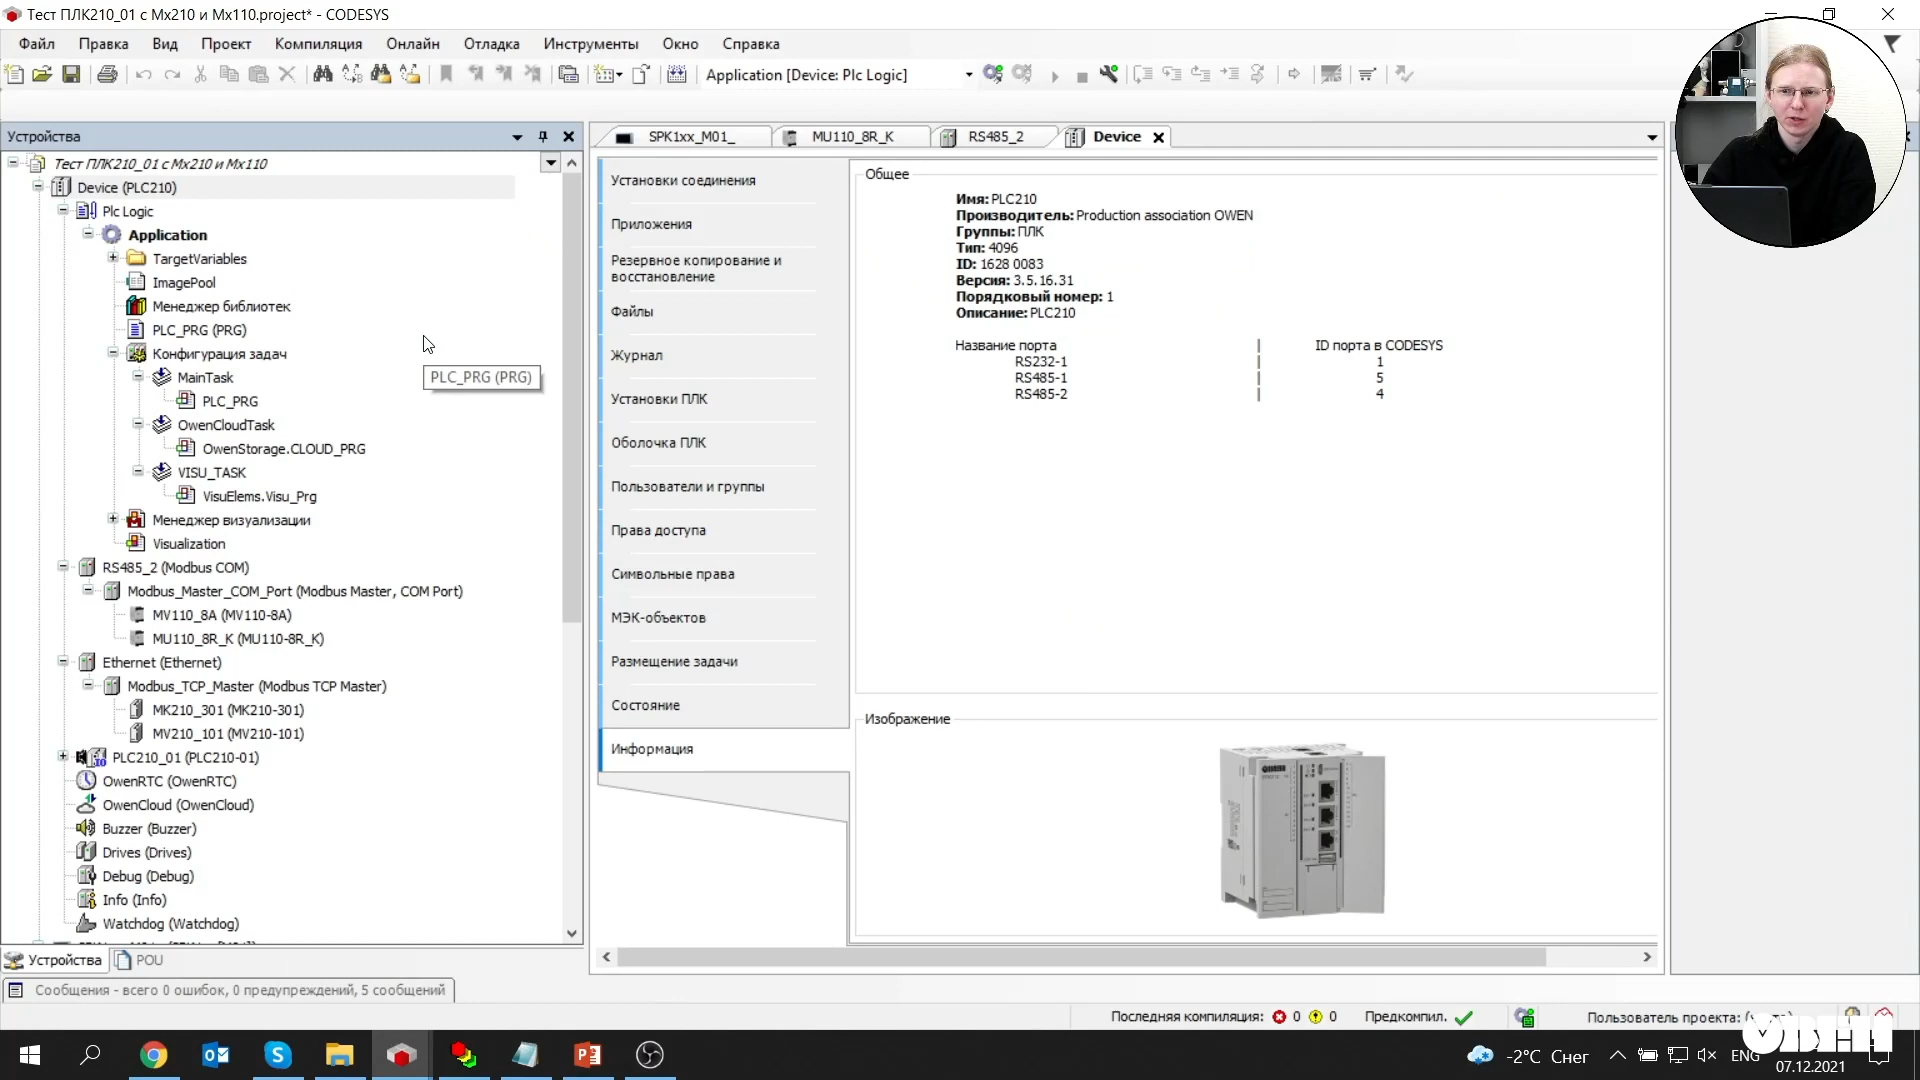 Тест ПЛК210_01 с Мх210 и Мх110.project* - CODESYS
Файл Правка Вид Проект Компиляция Онлайн Отладка Инструменты Окно Справка
Application [Device: Plc Logic]
Устройства
Тест ПЛК210_01 с Мх210 и Мх110
Device (PLC210)
Plc Logic
Application
TargetVariables
ImagePool
Менеджер библиотек
PLC_PRG (PRG)
Конфигурация задач
MainTask
PLC_PRG
OwenCloudTask
OwenStorage.CLOUD_PRG
VISU_TASK
VisuElems.Visu_Prg
Менеджер визуализации
Visualization
RS485_2 (Modbus COM)
Modbus_Master_COM_Port (Modbus Master, COM Port)
MV110_8A (MV110-8A)
MU110_8R_K (MU110-8R_K)
Ethernet (Ethernet)
Modbus_TCP_Master (Modbus TCP Master)
MK210_301 (MK210-301)
MV210_101 (MV210-101)
PLC210_01 (PLC210-01)
OwenRTC (OwenRTC)
OwenCloud (OwenCloud)
Buzzer (Buzzer)
Drives (Drives)
Debug (Debug)
Info (Info)
Watchdog (Watchdog)
PLC_PRG (PRG)
Устройства POU
SPK1xx_M01_ MU110_8R_K RS485_2 Device
Установки соединения
Приложения
Резервное копирование и
восстановление
Файлы
Журнал
Установки ПЛК
Оболочка ПЛК
Пользователи и группы
Права доступа
Символьные права
МЭК-объектов
Размещение задачи
Состояние
Информация
Общее
Имя: PLC210
Производитель: Production association OWEN
Группы: ПЛК
Тип: 4096
ID: 1628 0083
Версия: 3.5.16.31
Порядковый номер: 1
Описание: PLC210
Название порта | ID порта в CODESYS
RS232-1 | 1
RS485-1 | 5
RS485-2 | 4
Изображение
Сообщения - всего 0 ошибок, 0 предупреждений, 5 сообщений
Последняя компиляция: 0 0 Предкомпил. Пользователь проекта:
-2°C Снег ENG
07.12.2021
ОВЕН